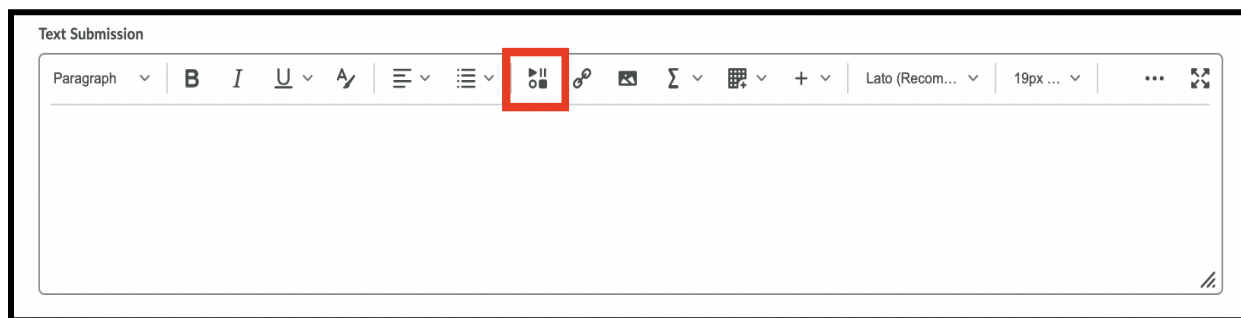 Text Submission
Paragraph B I U Σ + Lato (Recom... 19px ... ...